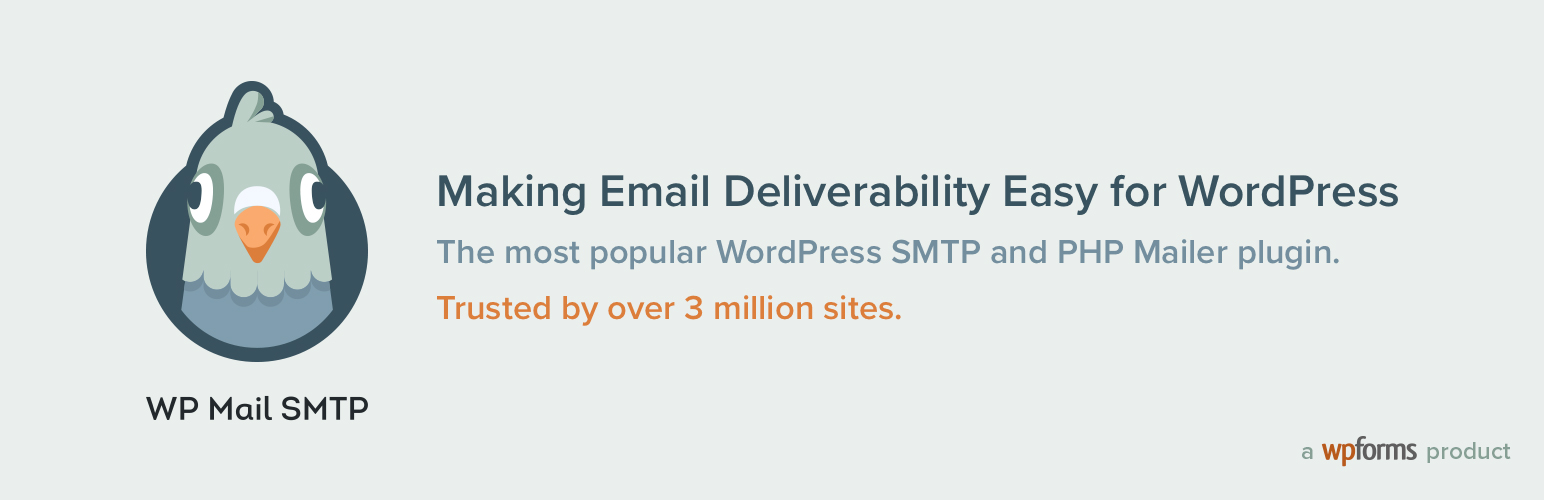 Making Email Deliverability Easy for WordPress
The most popular WordPress SMTP and PHP Mailer plugin.
Trusted by over 3 million sites.
WP Mail SMTP
a wpforms product